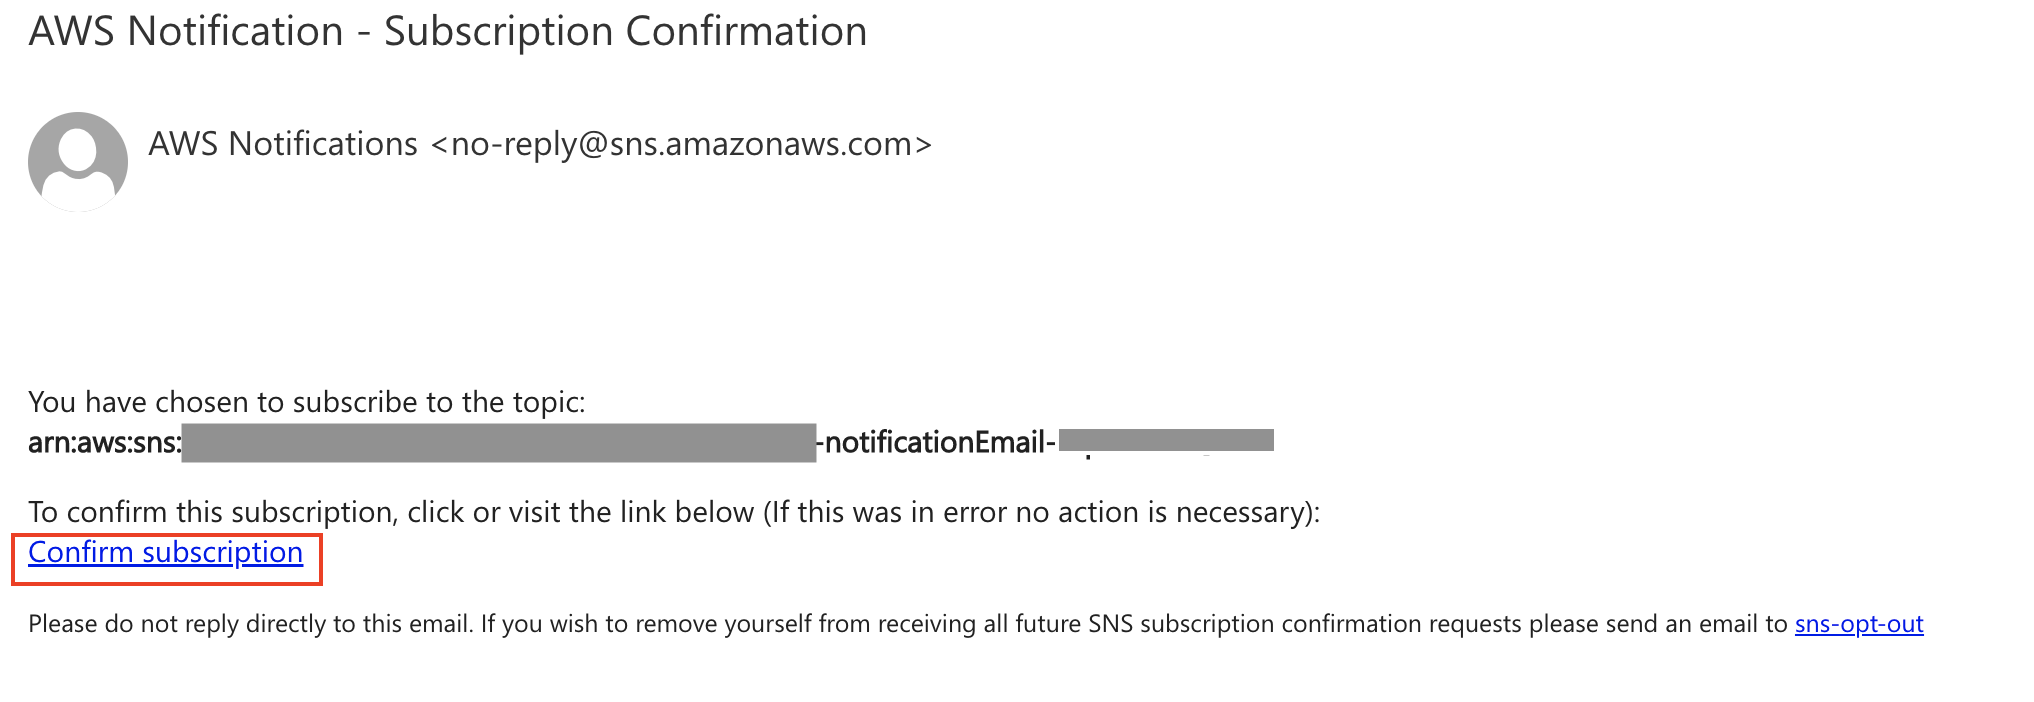 AWS Notification - Subscription Confirmation
AWS Notifications <no-reply@sns.amazonaws.com>
You have chosen to subscribe to the topic:
arn:aws:sns: -notificationEmail-
To confirm this subscription, click or visit the link below (If this was in error no action is necessary):
Confirm subscription
Please do not reply directly to this email. If you wish to remove yourself from receiving all future SNS subscription confirmation requests please send an email to sns-opt-out